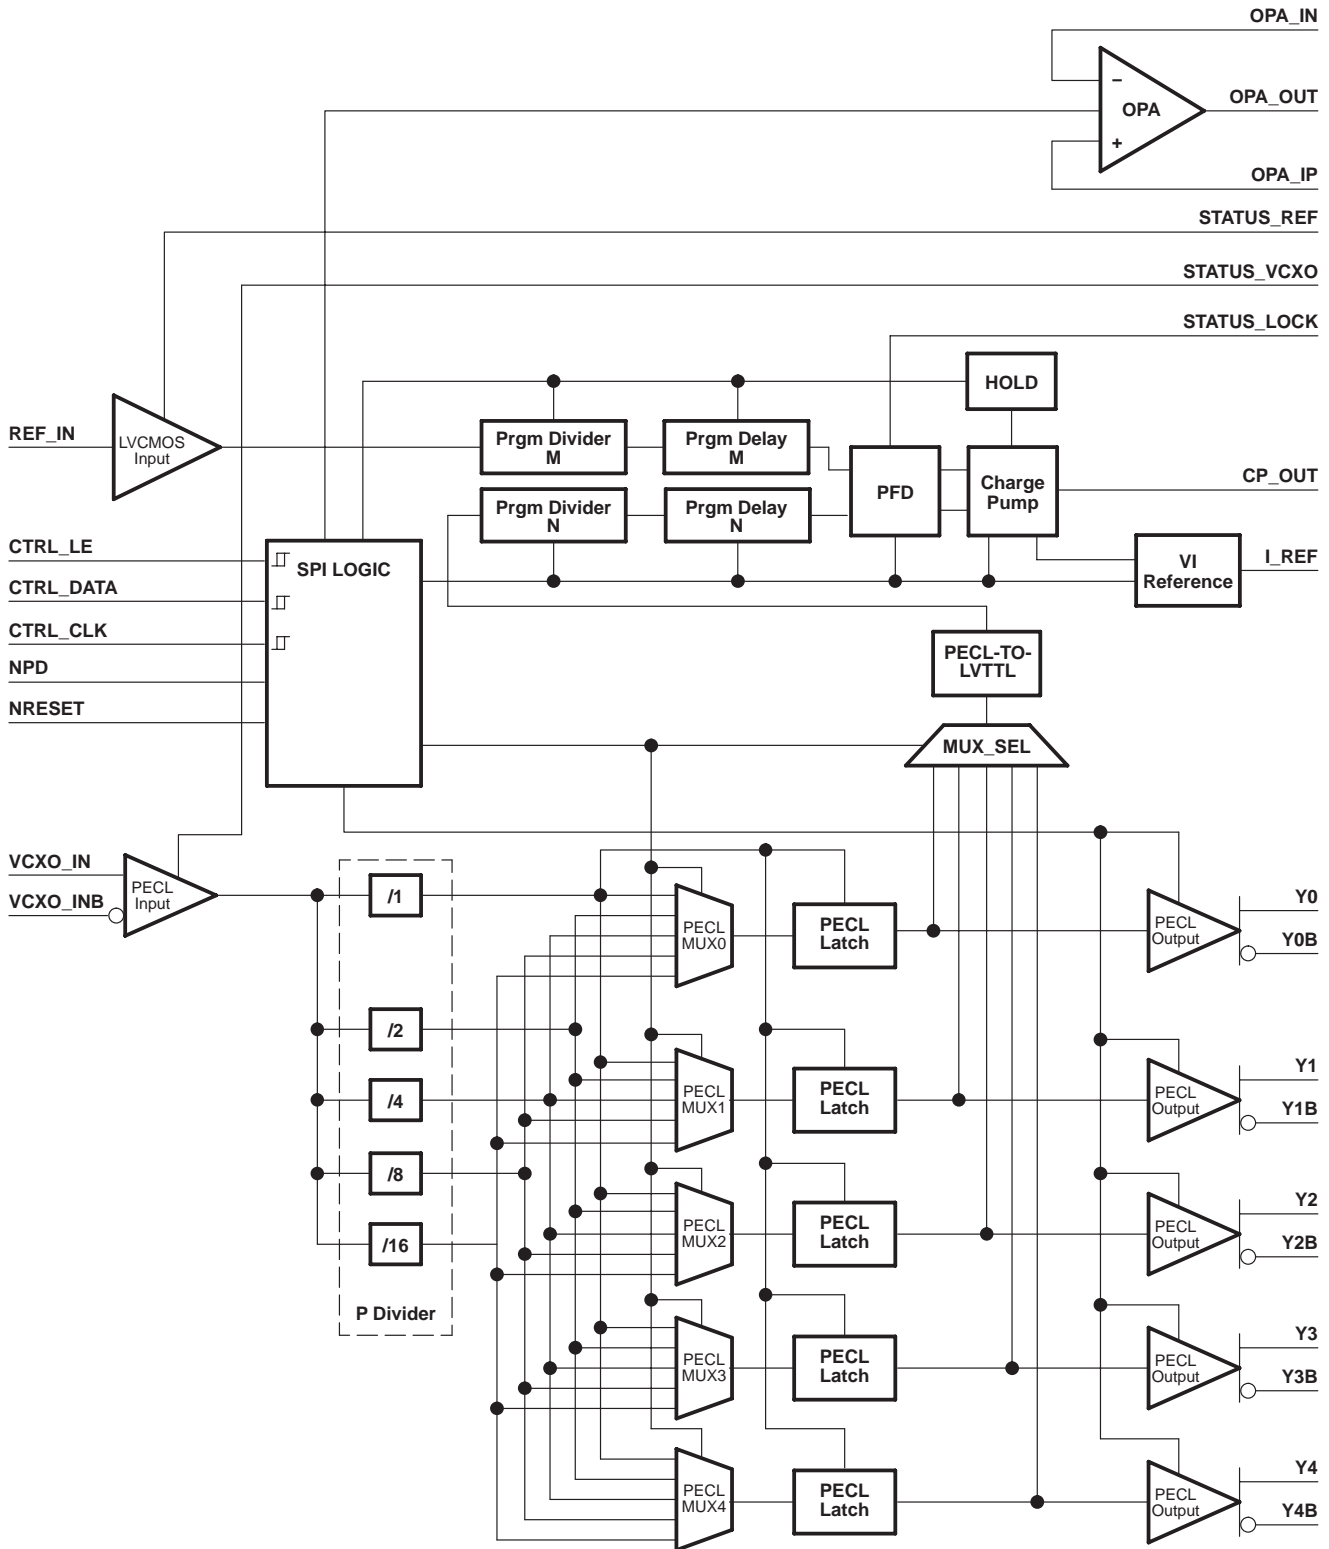 OPA_IN
−
OPA
OPA_OUT
+
OPA_IP
STATUS_REF
STATUS_VCXO
STATUS_LOCK
HOLD
REF_IN
LVCMOS
Input
Prgm Divider
M
Prgm Delay
M
PFD
Charge
Pump
CP_OUT
Prgm Divider
N
Prgm Delay
N
CTRL_LE
SPI LOGIC
VI
Reference
I_REF
CTRL_DATA
CTRL_CLK
NPD
NRESET
PECL-TO-
LVTTL
MUX_SEL
VCXO_IN
VCXO_INB
PECL
Input
/1
PECL
MUX0
PECL
Latch
PECL
Output
Y0
Y0B
/2
/4
PECL
MUX1
PECL
Latch
PECL
Output
Y1
Y1B
/8
/16
P Divider
PECL
MUX2
PECL
Latch
PECL
Output
Y2
Y2B
PECL
MUX3
PECL
Latch
PECL
Output
Y3
Y3B
PECL
MUX4
PECL
Latch
PECL
Output
Y4
Y4B